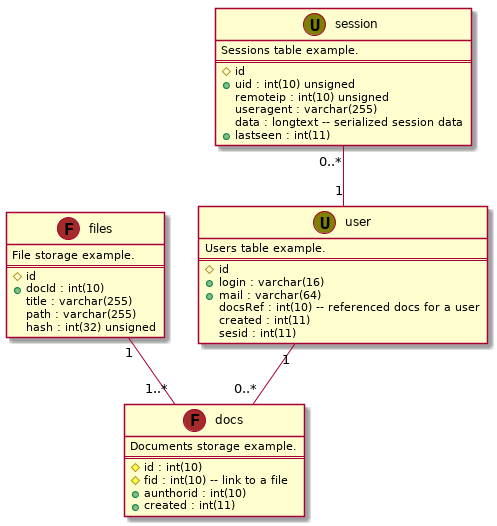 U session
Sessions table example.
id
uid : int(10) unsigned
remoteip : int(10) unsigned
useragent : varchar(255)
data : longtext -- serialized session data
lastseen : int(11)
0..*
1
F files
File storage example.
id
docId : int(10)
title : varchar(255)
path : varchar(255)
hash : int(32) unsigned
U user
Users table example.
id
login : varchar(16)
mail : varchar(64)
docsRef : int(10) -- referenced docs for a user
created : int(11)
sesid : int(11)
1
1..*
1
0..*
F docs
Documents storage example.
id : int(10)
fid : int(10) -- link to a file
aunthorid : int(10)
created : int(11)